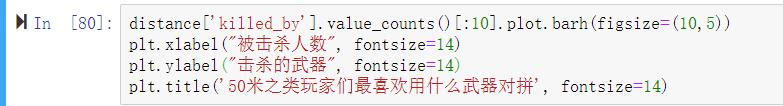 In [80]: distance['killed_by'].value_counts()[:10].plot.barh(figsize=(10,5))
plt.xlabel("被击杀人数", fontsize=14)
plt.ylabel("击杀的武器", fontsize=14)
plt.title('50米之类玩家们最喜欢用什么武器对拼', fontsize=14)